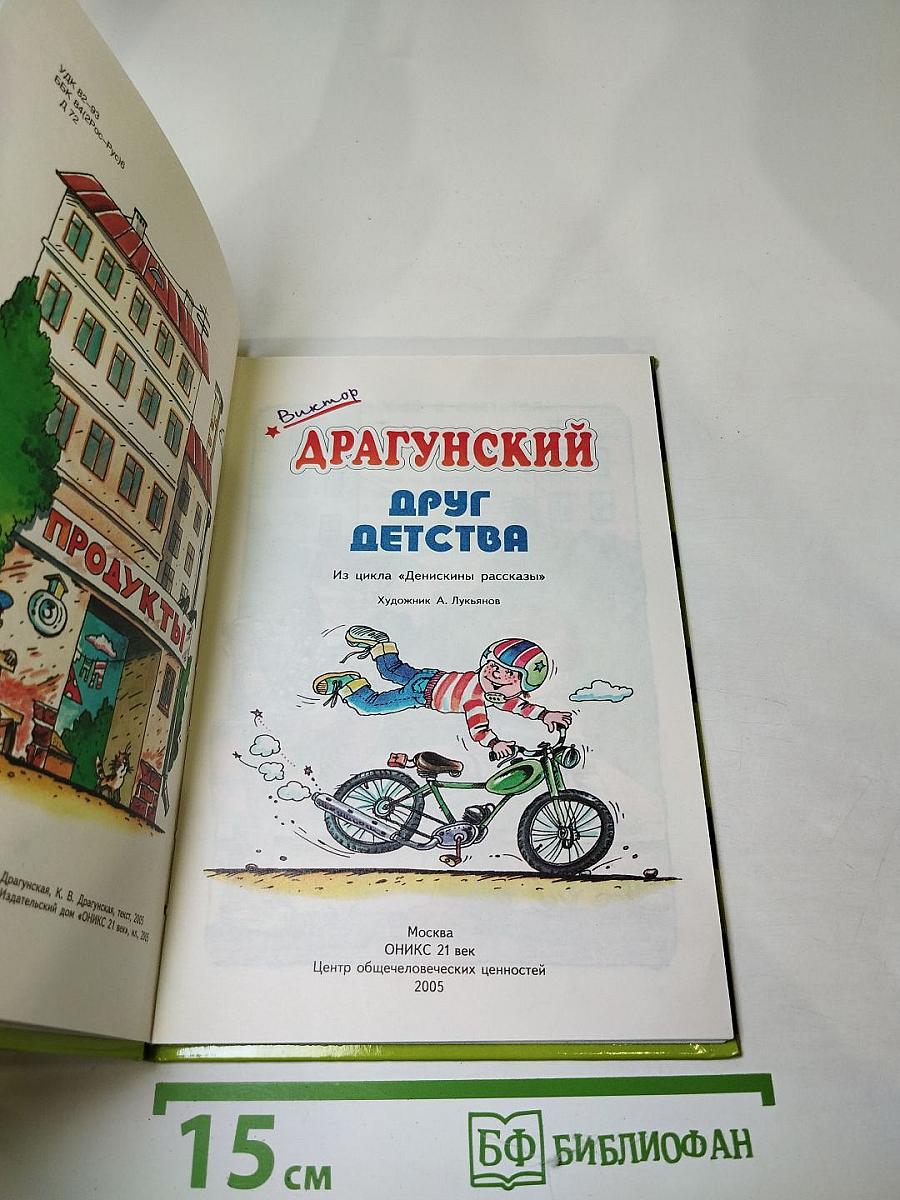 УДК 82–93
ББК 84(2Рос–Рус)6
Д 72
ПРОДУКТЫ
Драгунская, К. В. Драгунская, текст, 2005
Издательский дом «ОНИКС 21 век», ил., 2005
Виктор
ДРАГУНСКИЙ
ДРУГ
ДЕТСТВА
Из цикла «Денискины рассказы»
Художник А. Лукьянов
Москва
ОНИКС 21 век
Центр общечеловеческих ценностей
2005
15 см
БФ БИБЛИОФАН